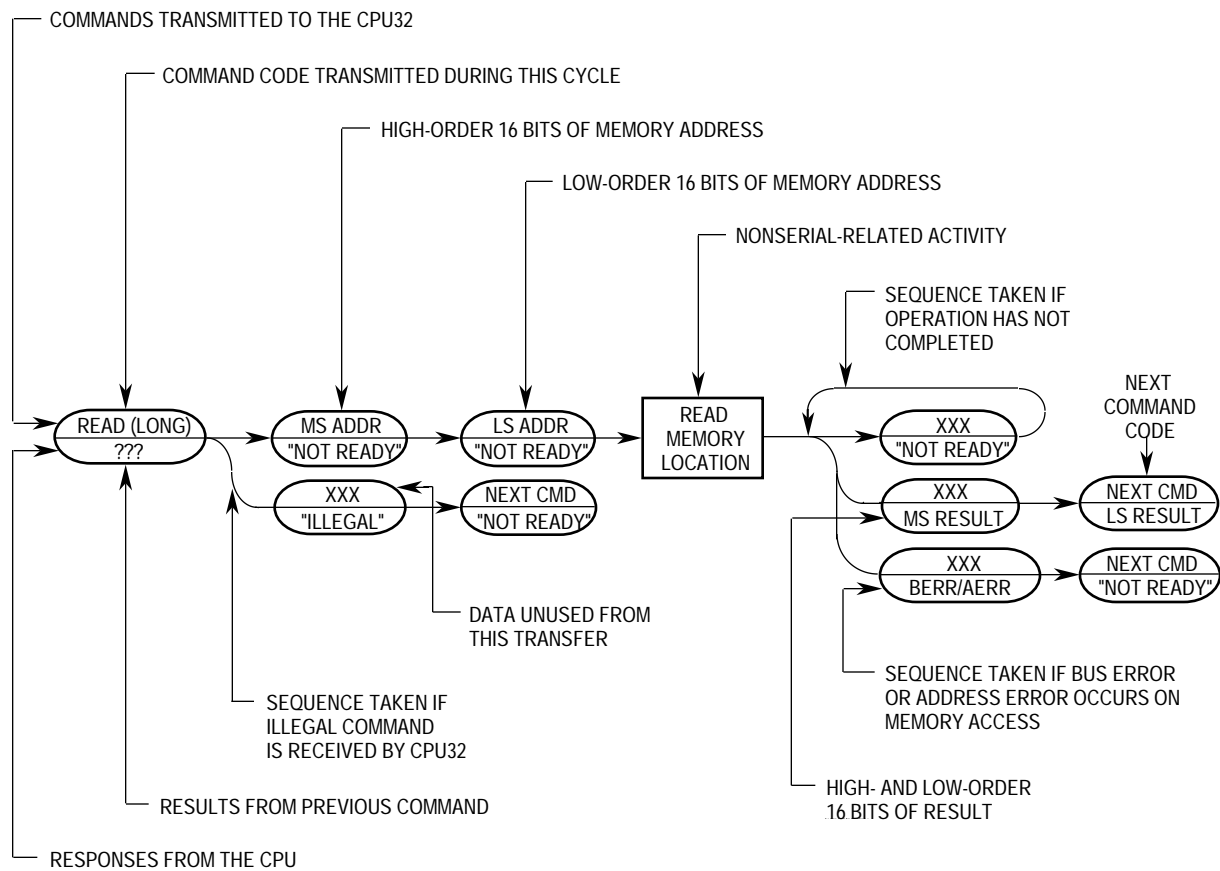 COMMANDS TRANSMITTED TO THE CPU32
COMMAND CODE TRANSMITTED DURING THIS CYCLE
HIGH-ORDER 16 BITS OF MEMORY ADDRESS
LOW-ORDER 16 BITS OF MEMORY ADDRESS
NONSERIAL-RELATED ACTIVITY
SEQUENCE TAKEN IF
OPERATION HAS NOT
COMPLETED
NEXT
COMMAND
CODE
READ (LONG)
???
MS ADDR
"NOT READY"
LS ADDR
"NOT READY"
READ
MEMORY
LOCATION
XXX
"NOT READY"
XXX
"ILLEGAL"
NEXT CMD
"NOT READY"
XXX
MS RESULT
NEXT CMD
LS RESULT
XXX
BERR/AERR
NEXT CMD
"NOT READY"
DATA UNUSED FROM
THIS TRANSFER
SEQUENCE TAKEN IF
ILLEGAL COMMAND
IS RECEIVED BY CPU32
SEQUENCE TAKEN IF BUS ERROR
OR ADDRESS ERROR OCCURS ON
MEMORY ACCESS
RESULTS FROM PREVIOUS COMMAND
HIGH- AND LOW-ORDER
16 BITS OF RESULT
RESPONSES FROM THE CPU